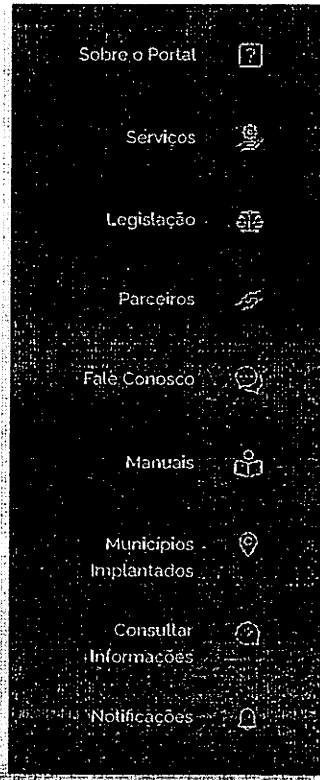 Sobre o Portal
Serviços
Legislação
Parceiros
Fale Conosco
Manuais
Municípios
Implantados
Consultar
Informações
Notificações